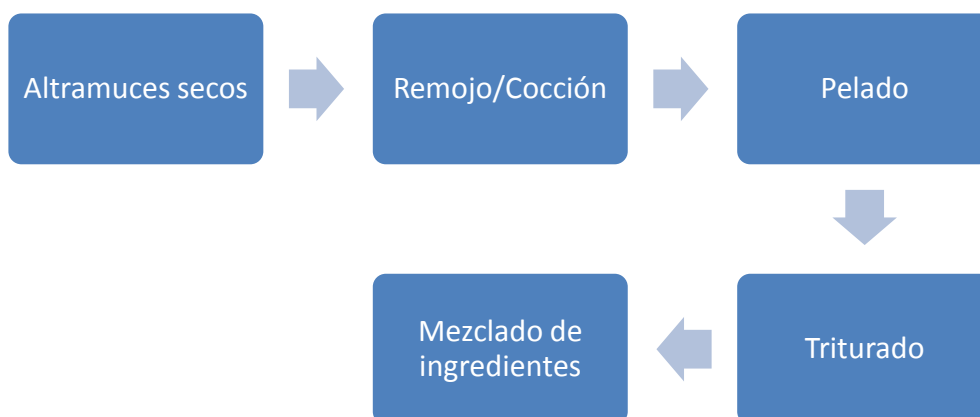 Altramuces secos
Remojo/Cocción
Pelado
Triturado
Mezclado de
ingredientes